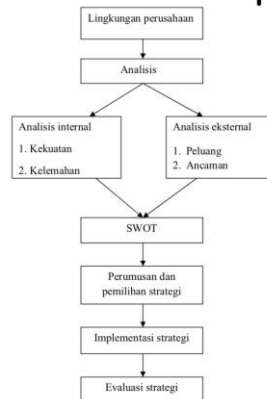 Lingkungan perusahaan
Analisis
Analisis internal
1. Kekuatan
2. Kelemahan
Analisis eksternal
1. Peluang
2. Ancaman
SWOT
Perumusan dan
pemilihan strategi
Implementasi strategi
Evaluasi strategi